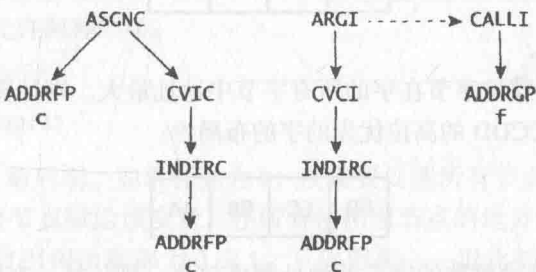 ASGNC ARGI CALLI
ADDRFP CVIC CVCI ADDRGP
c f
INDIRC INDIRC
ADDRFP ADDRFP
c c